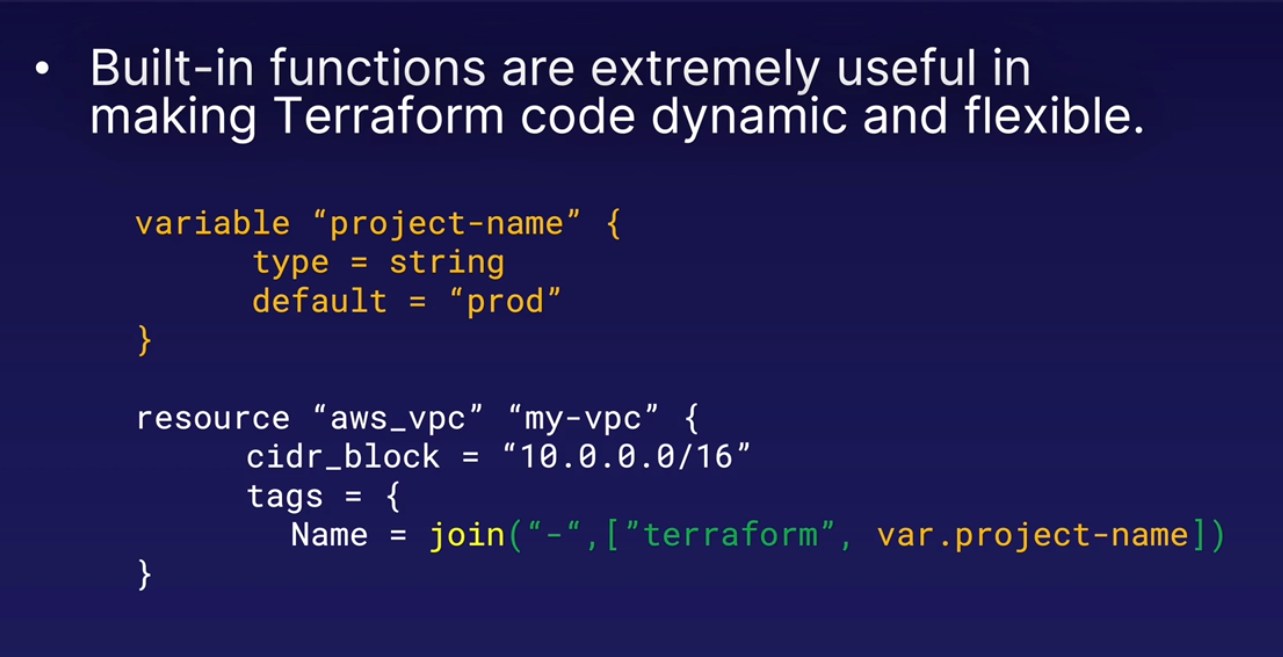 • Built-in functions are extremely useful in
making Terraform code dynamic and flexible.
variable “project-name” {
type = string
default = “prod”
}
resource “aws_vpc” “my-vpc” {
cidr_block = “10.0.0.0/16”
tags = {
Name = join(“-“,[”terraform”, var.project-name])
}